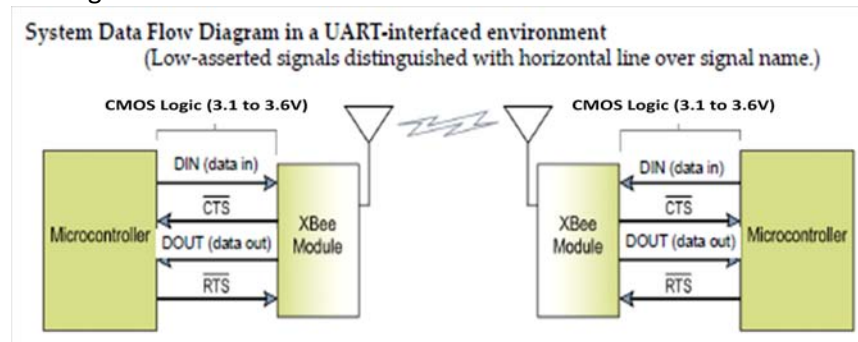 System Data Flow Diagram in a UART-interfaced environment
(Low-asserted signals distinguished with horizontal line over signal name.)
CMOS Logic (3.1 to 3.6V)
CMOS Logic (3.1 to 3.6V)
DIN (data in)
CTS
DOUT (data out)
RTS
Microcontroller
XBee
Module
XBee
Module
DIN (data in)
CTS
DOUT (data out)
RTS
Microcontroller